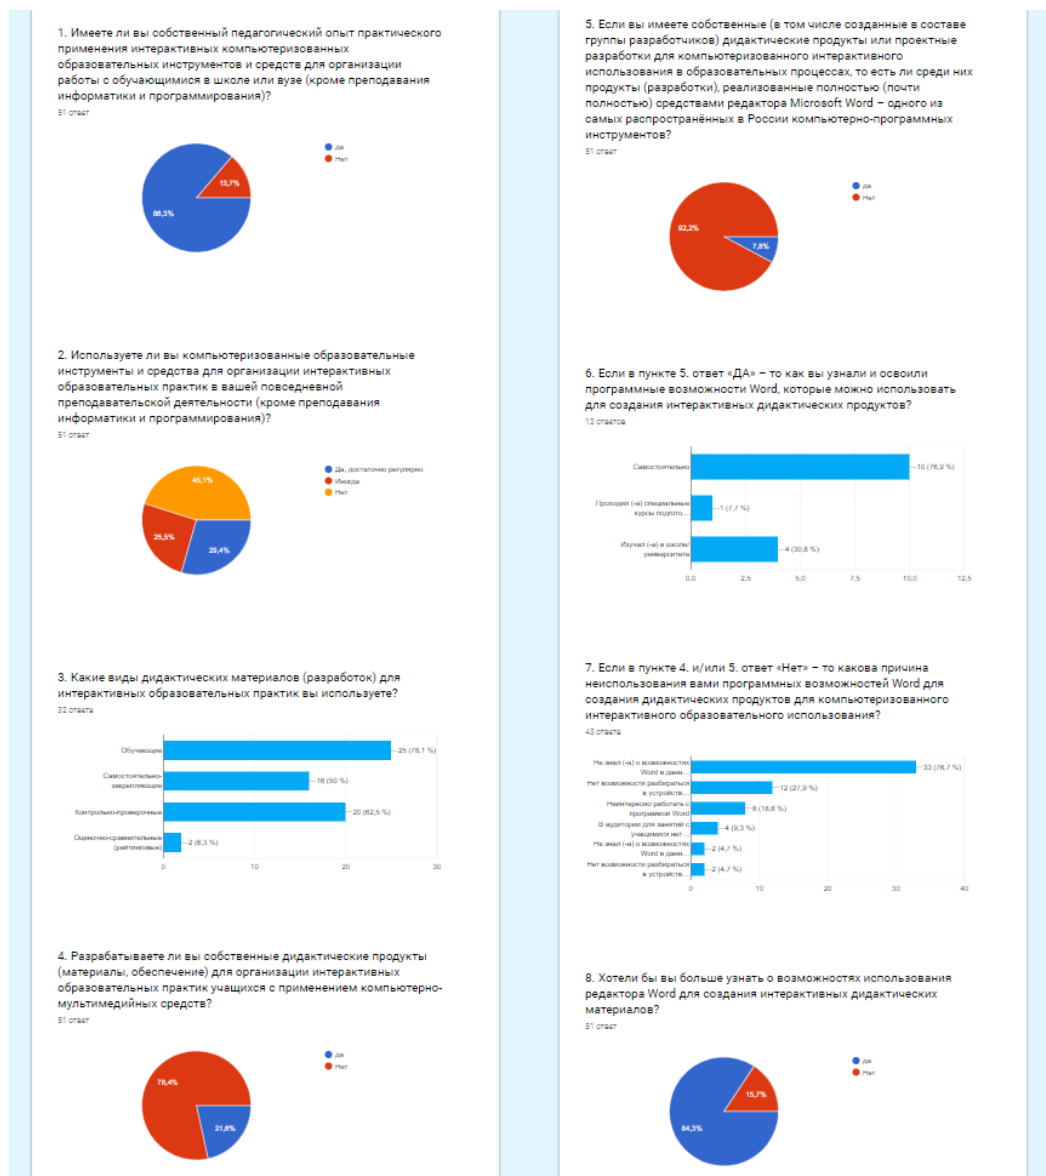 1. Имеете ли вы собственный педагогический опыт практического
применения интерактивных компьютеризованных
образовательных инструментов и средств для организации
работы с обучающимися в школе или вузе (кроме преподавания
информатики и программирования)?
51 ответ
да
Нет
13,7%
86,3%
2. Используете ли вы компьютеризованные образовательные
инструменты и средства для организации интерактивных
образовательных практик в вашей повседневной
преподавательской деятельности (кроме преподавания
информатики и программирования)?
51 ответ
Да, достаточно регулярно
Иногда
Нет
45,1%
25,5%
29,4%
3. Какие виды дидактических материалов (разработок) для
интерактивных образовательных практик вы используете?
32 ответа
Обучающие
25 (78,1 %)
Самостоятельно-
закрепляющие
16 (50 %)
Контрольно-проверочные
20 (62,5 %)
Оценочно-сравнительные
(рейтинговые)
2 (6,3 %)
0 10 20 30
4. Разрабатываете ли вы собственные дидактические продукты
(материалы, обеспечение) для организации интерактивных
образовательных практик учащихся с применением компьютерно-
мультимедийных средств?
51 ответ
да
Нет
78,4%
21,6%
5. Если вы имеете собственные (в том числе созданные в составе
группы разработчиков) дидактические продукты или проектные
разработки для компьютеризованного интерактивного
использования в образовательных процессах, то есть ли среди них
продукты (разработки), реализованные полностью (почти
полностью) средствами редактора Microsoft Word – одного из
самых распространённых в России компьютерно-программных
инструментов?
51 ответ
да
Нет
92,2%
7,8%
6. Если в пункте 5. ответ «ДА» – то как вы узнали и освоили
программные возможности Word, которые можно использовать
для создания интерактивных дидактических продуктов?
13 ответов
Самостоятельно
10 (76,9 %)
Проходил (-а) специальные
курсы подгото...
1 (7,7 %)
Изучал (-а) в школе/
университете
4 (30,8 %)
0,0 2,5 5,0 7,5 10,0 12,5
7. Если в пункте 4. и/или 5. ответ «Нет» – то какова причина
неиспользования вами программных возможностей Word для
создания дидактических продуктов для компьютеризованного
интерактивного образовательного использования?
43 ответа
Не знал (-а) о возможностях
Word в данн...
33 (76,7 %)
Нет возможности разбираться
в устройств...
12 (27,9 %)
Неинтересно работать с
програмой Word
8 (18,6 %)
В аудитории для занятий с
учащимися нет...
4 (9,3 %)
Не знал (-а) о возможностях
Word в данн...
2 (4,7 %)
Нет возможности разбираться
в устройств...
2 (4,7 %)
0 10 20 30 40
8. Хотели бы вы больше узнать о возможностях использования
редактора Word для создания интерактивных дидактических
материалов?
51 ответ
да
Нет
15,7%
84,3%